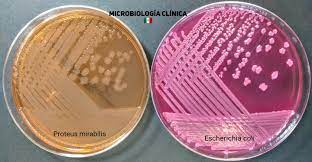 MICROBIOLOGÍA CLÍNICA
Proteus mirabilis
Escherichia coli